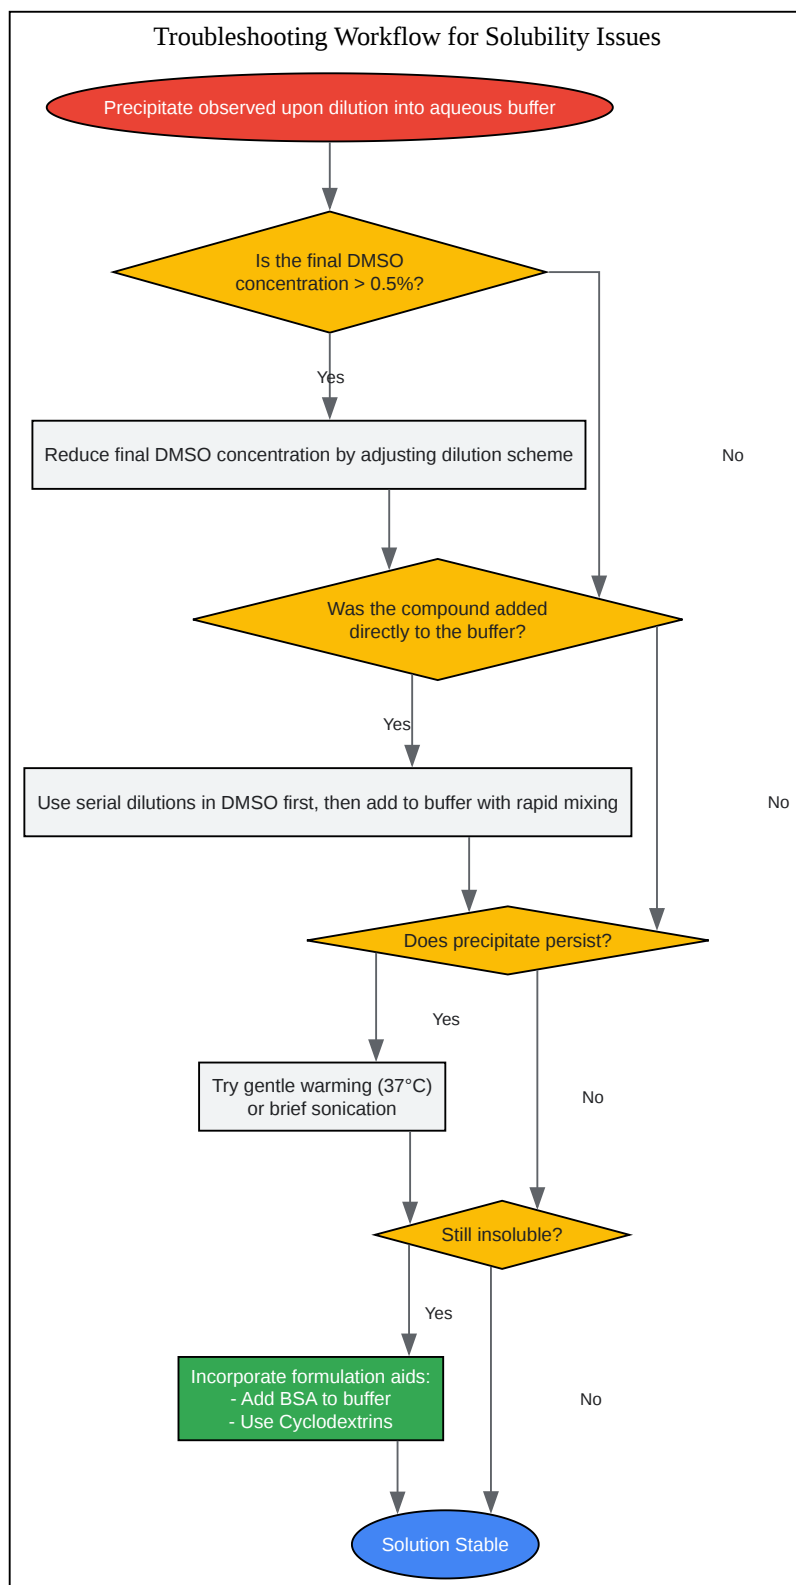 Troubleshooting Workflow for Solubility Issues
Precipitate observed upon dilution into aqueous buffer
Is the final DMSO
concentration > 0.5%?
Yes
Reduce final DMSO concentration by adjusting dilution scheme
No
Was the compound added
directly to the buffer?
Yes
Use serial dilutions in DMSO first, then add to buffer with rapid mixing
No
Does precipitate persist?
Yes
Try gentle warming (37°C)
or brief sonication
No
Still insoluble?
Yes
Incorporate formulation aids:
- Add BSA to buffer
- Use Cyclodextrins
No
Solution Stable